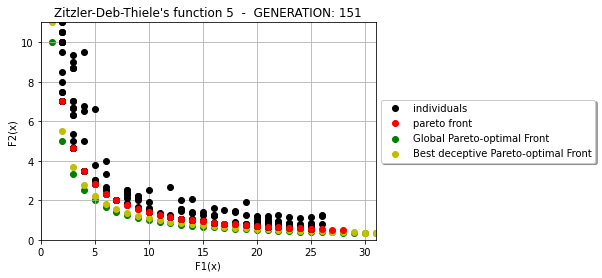 Zitzler-Deb-Thiele's function 5 - GENERATION: 151
10
8
6
4
2
0
F2(x)
0 5 10 15 20 25 30
F1(x)
individuals
pareto front
Global Pareto-optimal Front
Best deceptive Pareto-optimal Front